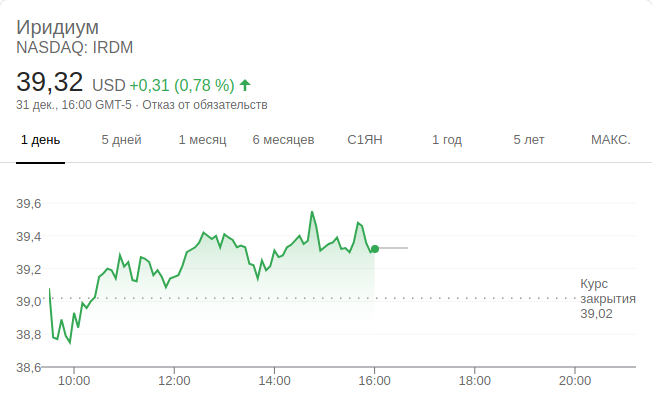 Иридиум
NASDAQ: IRDM
39,32 USD +0,31 (0,78 %)
31 дек., 16:00 GMT-5 · Отказ от обязательств
1 день 5 дней 1 месяц 6 месяцев С1ЯН 1 год 5 лет МАКС.
39,6
39,4
39,2
39,0
38,8
38,6
Курс
закрытия
39,02
10:00 12:00 14:00 16:00 18:00 20:00